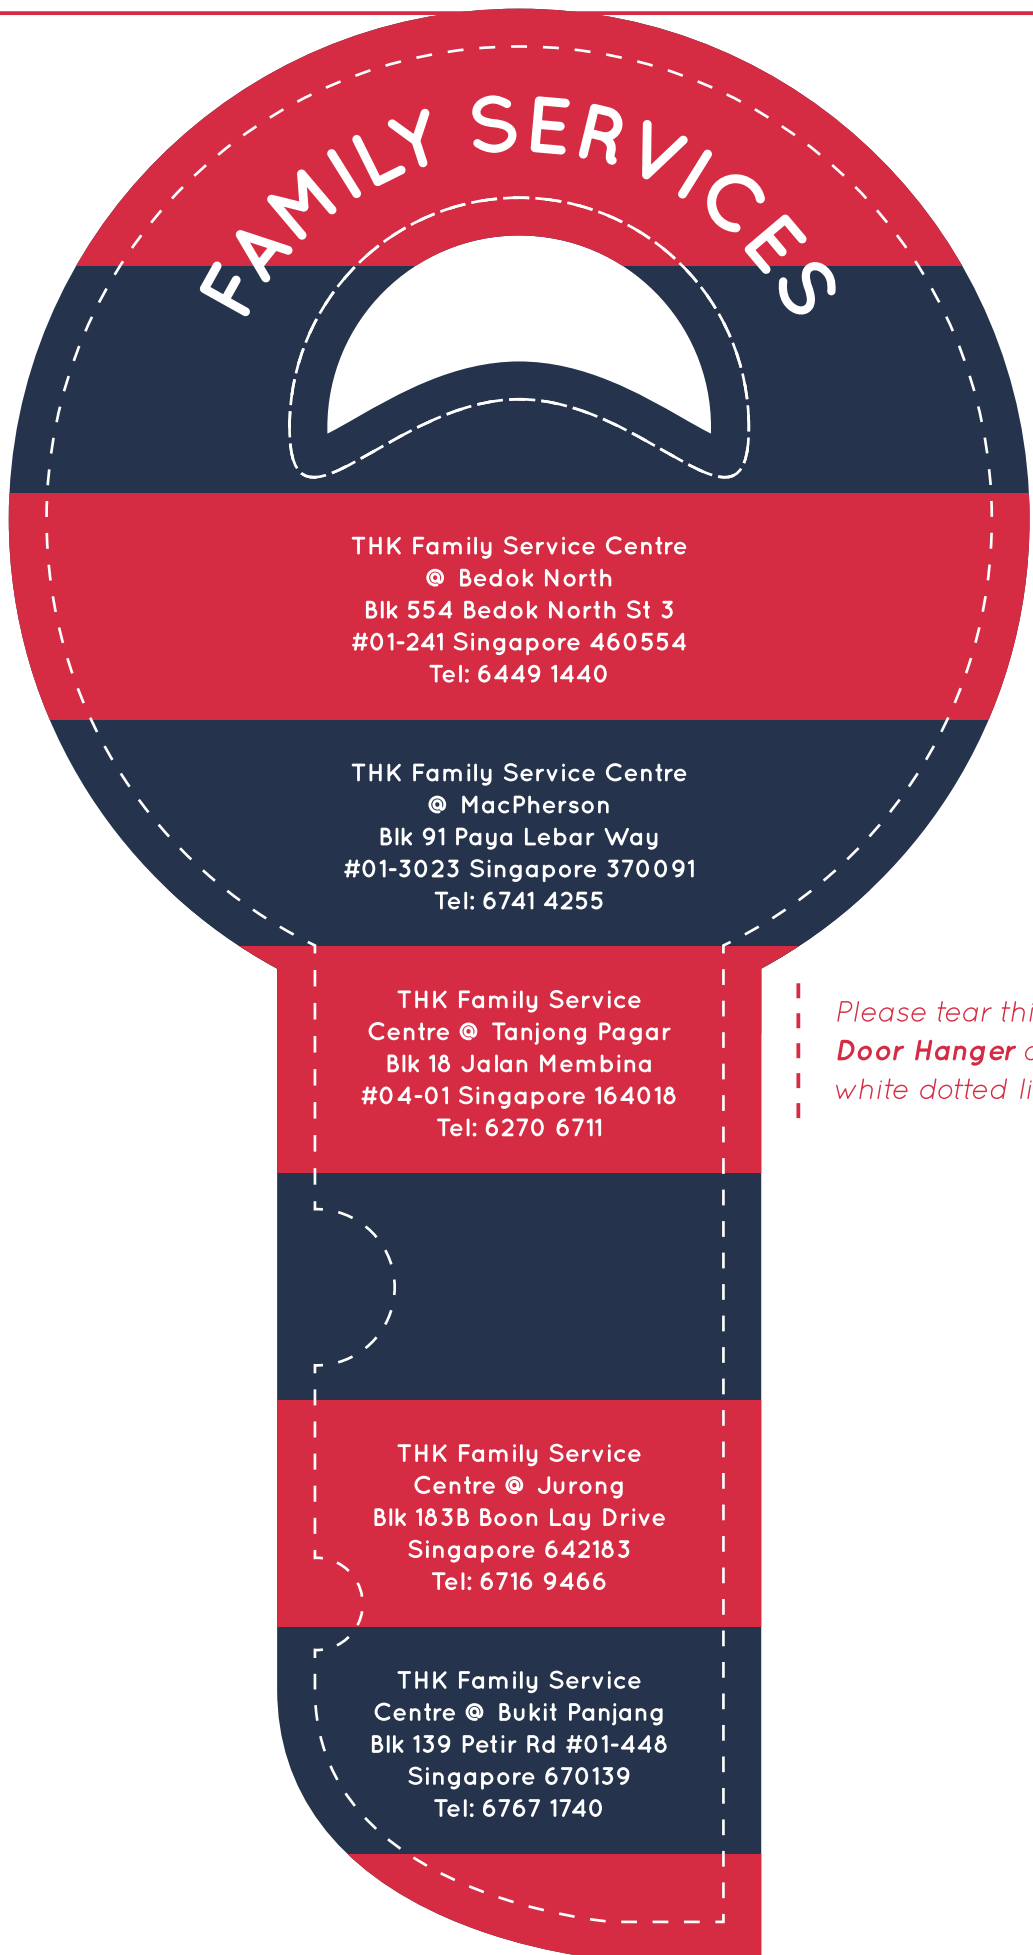 FAMILY SERVICES
THK Family Service Centre
@ Bedok North
Blk 554 Bedok North St 3
#01-241 Singapore 460554
Tel: 6449 1440
THK Family Service Centre
@ MacPherson
Blk 91 Paya Lebar Way
#01-3023 Singapore 370091
Tel: 6741 4255
THK Family Service
Centre @ Tanjong Pagar
Blk 18 Jalan Membina
#04-01 Singapore 164018
Tel: 6270 6711
Please tear
Door Hanger
white dotted
THK Family Service
Centre @ Jurong
Blk 183B Boon Lay Drive
Singapore 642183
Tel: 6716 9466
THK Family Service
Centre @ Bukit Panjang
Blk 139 Petir Rd #01-448
Singapore 670139
Tel: 6767 1740